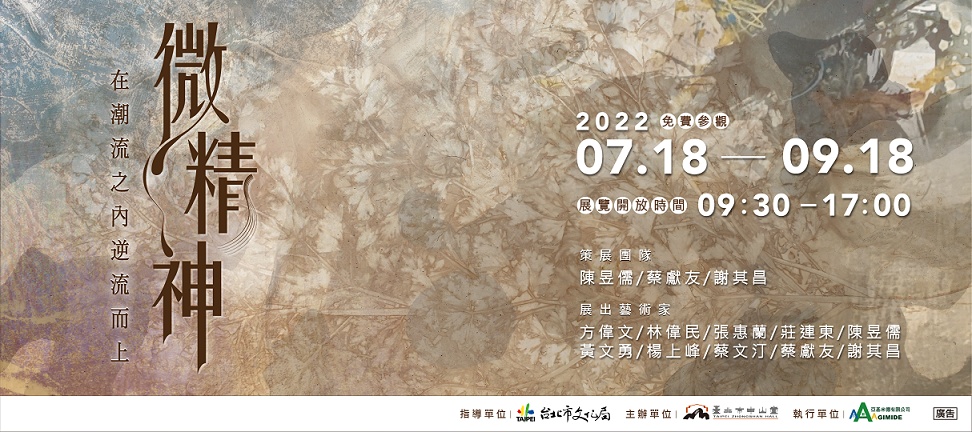 微精神
在潮流之內逆流而上
2022 免費參觀
07.18 — 09.18
展覽開放時間 09:30 – 17:00
策展團隊
陳昱儒/蔡獻友/謝其昌
展出藝術家
方偉文/林偉民/張惠蘭/莊連東/陳昱儒
黃文勇/楊上峰/蔡文汀/蔡獻友/謝其昌
指導單位 | TAIPEI 台北市文化局 主辦單位 | 臺北市中山堂 TAIPEI ZHONGSHAN HALL 執行單位 | 亞基米德有限公司 AGIMIDE 廣告